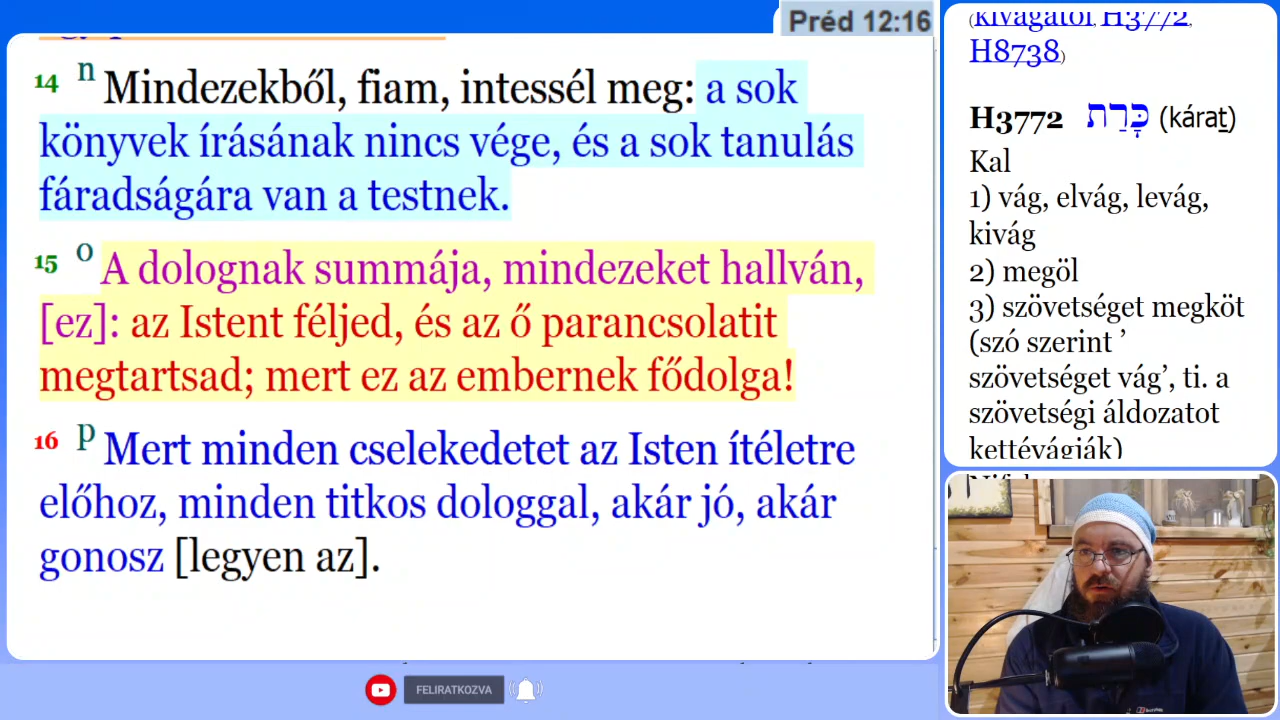 Préd 12:16
14 n Mindezekből, fiam, intessél meg: a sok
könyvek írásának nincs vége, és a sok tanulás
fáradságára van a testnek.
15 o A dolognak summája, mindezeket hallván,
[ez]: az Istent féljed, és az ő parancsolatit
megtartsad; mert ez az embernek fődolga!
16 p Mert minden cselekedetet az Isten ítéletre
előhoz, minden titkos dologgal, akár jó, akár
gonosz [legyen az].
(kivágatol, H3772,
H8738)
H3772 כָּרַת (kárat)
Kal
1) vág, elvág, levág,
kivág
2) megöl
3) szövetséget megköt
(szó szerint ’
szövetséget vág’, ti. a
szövetségi áldozatot
kettévágják)
FELIRATKOZVA